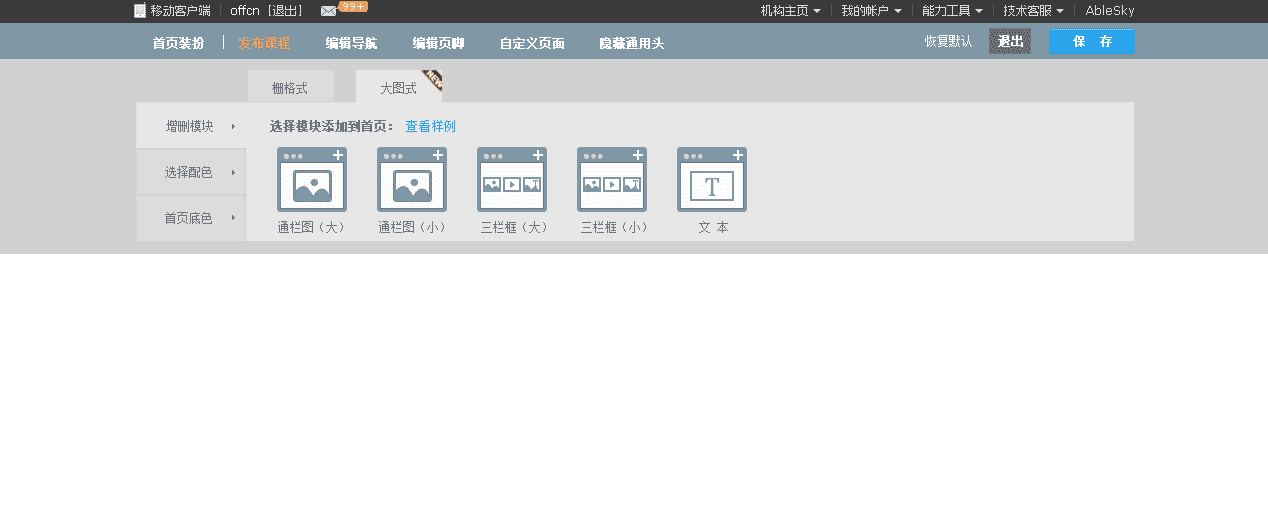 移动客户端 offcn [退出] 99+ 机构主页 我的帐户 能力工具 技术客服 AbleSky
首页装扮 发布课程 编辑导航 编辑页脚 自定义页面 隐藏通用头 恢复默认 退出 保 存
栅格式 大图式 NEW
增删模块 选择模块添加到首页： 查看样例
选择配色
首页底色
通栏图（大） 通栏图（小） 三栏框（大） 三栏框（小） 文 本